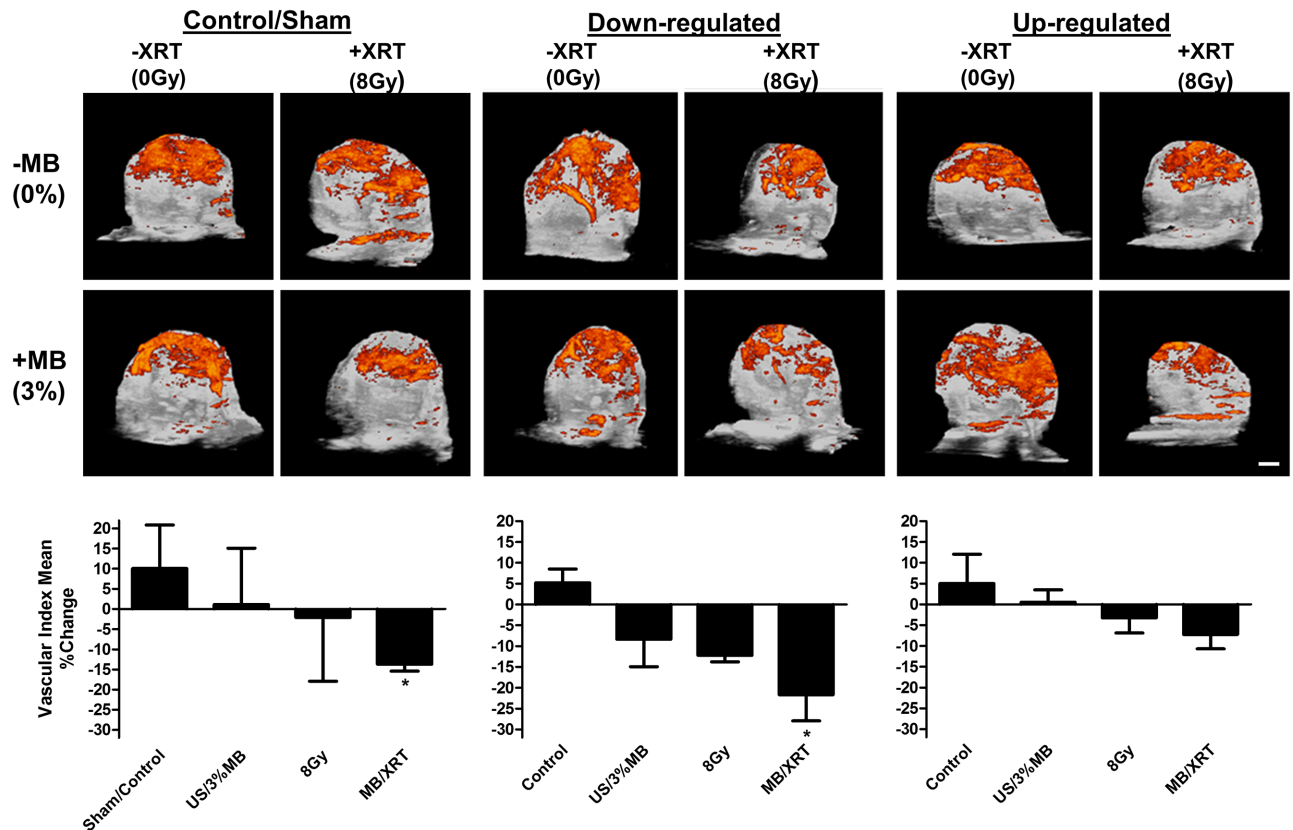 Control/Sham Down-regulated Up-regulated
-XRT +XRT -XRT +XRT -XRT +XRT
(0Gy) (8Gy) (0Gy) (8Gy) (0Gy) (8Gy)
-MB
(0%)
+MB
(3%)
Vascular Index Mean
%Change
20
15
10
5
0
-5
-10
-15
-20
-25
-30
*
Sham/Control
US/3%MB
8Gy
MB/XRT
20
15
10
5
0
-5
-10
-15
-20
-25
-30
*
Control
US/3%MB
8Gy
MB/XRT
20
15
10
5
0
-5
-10
-15
-20
-25
-30
Control
US/3%MB
8Gy
MB/XRT